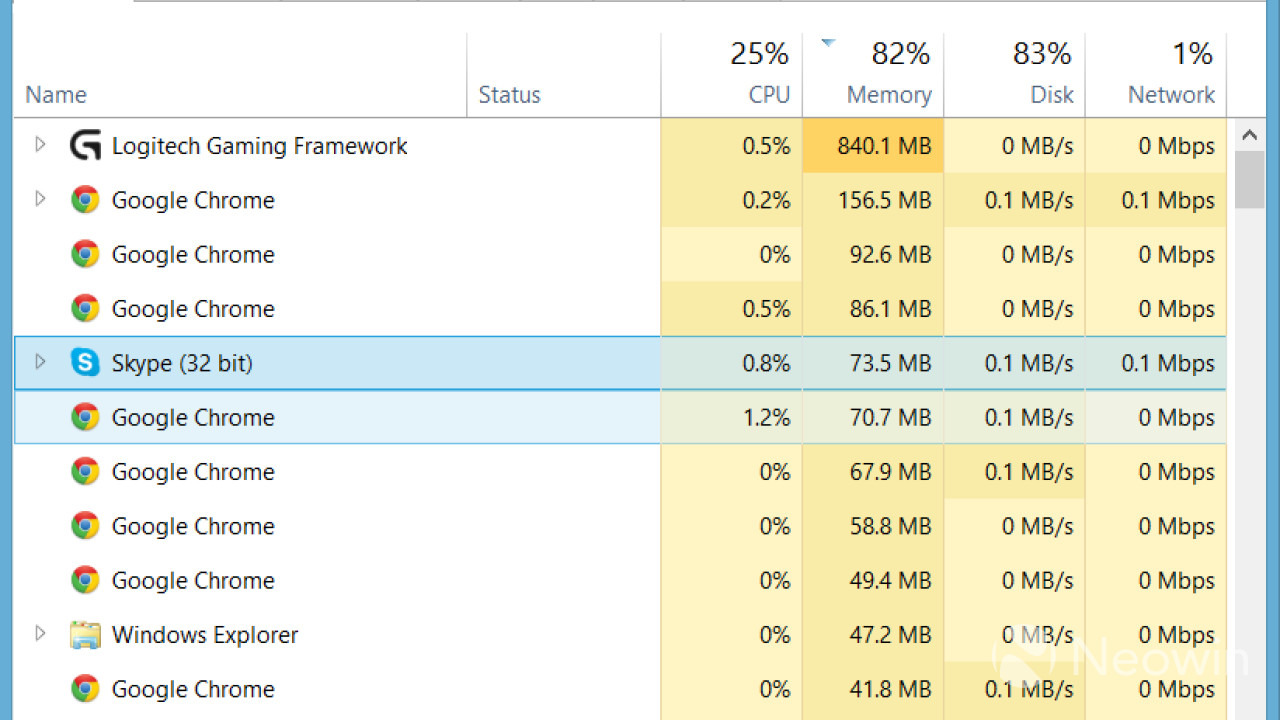 25% 82% 83% 1%
Name Status CPU Memory Disk Network
Logitech Gaming Framework 0.5% 840.1 MB 0 MB/s 0 Mbps
Google Chrome 0.2% 156.5 MB 0.1 MB/s 0.1 Mbps
Google Chrome 0% 92.6 MB 0 MB/s 0 Mbps
Google Chrome 0.5% 86.1 MB 0 MB/s 0 Mbps
Skype (32 bit) 0.8% 73.5 MB 0.1 MB/s 0.1 Mbps
Google Chrome 1.2% 70.7 MB 0.1 MB/s 0 Mbps
Google Chrome 0% 67.9 MB 0.1 MB/s 0 Mbps
Google Chrome 0% 58.8 MB 0 MB/s 0 Mbps
Google Chrome 0% 49.4 MB 0 MB/s 0 Mbps
Windows Explorer 0% 47.2 MB 0 MB/s 0 Mbps
Neowin
Google Chrome 0% 41.8 MB 0.1 MB/s 0 Mbps